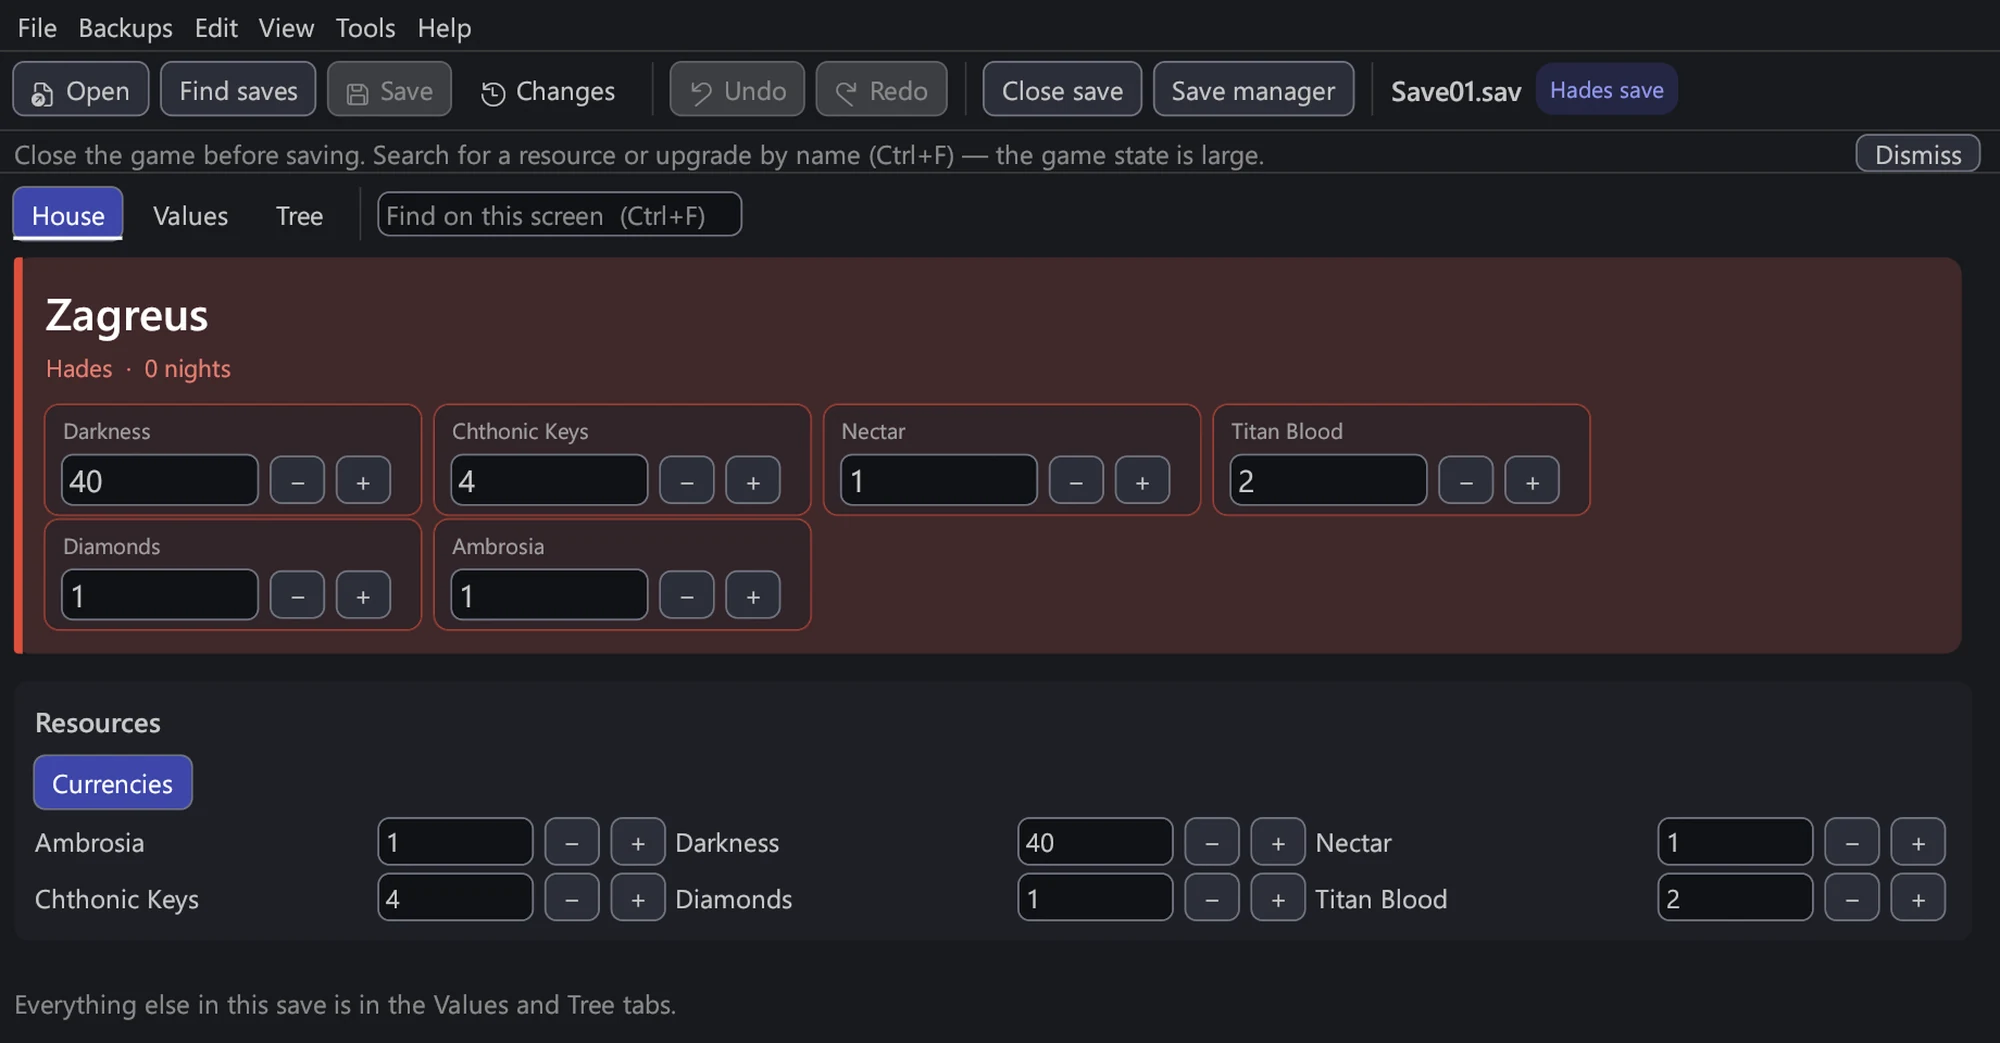 File Backups Edit View Tools Help
Open Find saves Save Changes Undo Redo Close save Save manager Save01.sav Hades save
Close the game before saving. Search for a resource or upgrade by name (Ctrl+F) — the game state is large. Dismiss
House Values Tree Find on this screen (Ctrl+F)
Zagreus
Hades · 0 nights
Darkness Chthonic Keys Nectar Titan Blood
40 − + 4 − + 1 − + 2 − +
Diamonds Ambrosia
1 − + 1 − +
Resources
Currencies
Ambrosia 1 − + Darkness 40 − + Nectar 1 − +
Chthonic Keys 4 − + Diamonds 1 − + Titan Blood 2 − +
Everything else in this save is in the Values and Tree tabs.